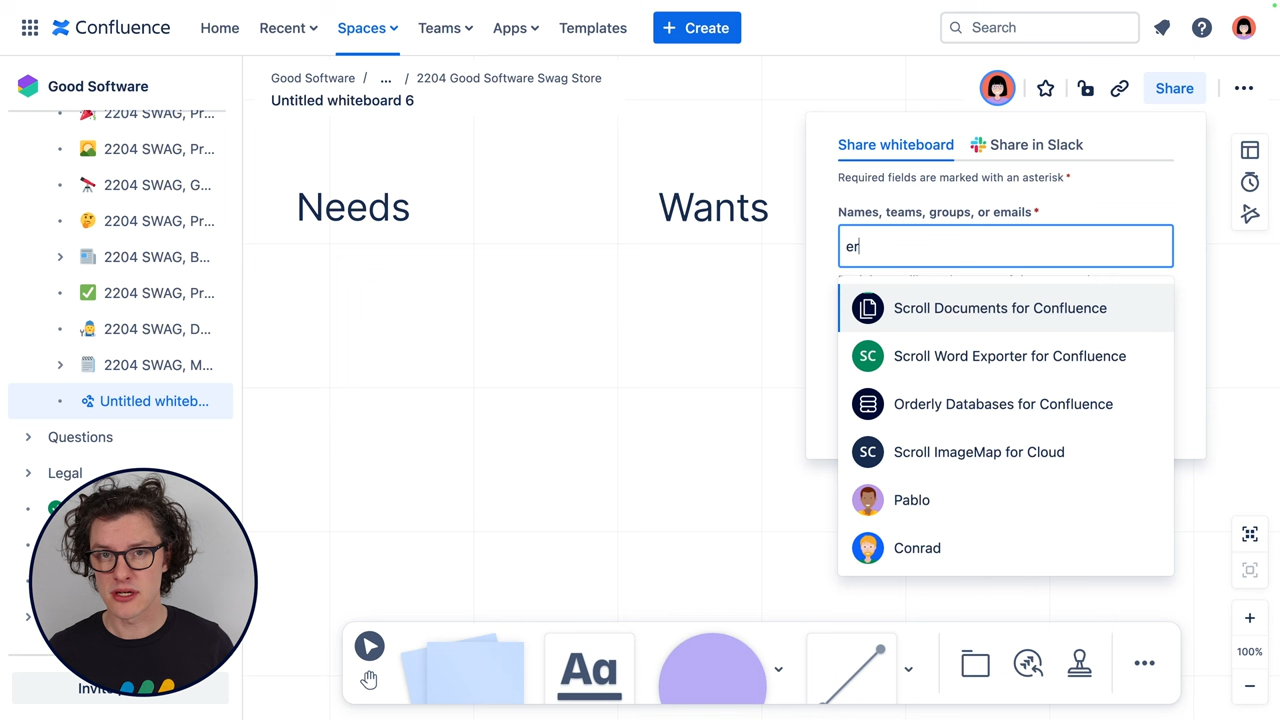 Confluence
Home
Recent
Spaces
Teams
Apps
Templates
+ Create
Search
Good Software
2204 SWAG, Pr...
2204 SWAG, Pr...
2204 SWAG, G...
2204 SWAG, Pr...
2204 SWAG, B...
2204 SWAG, Pr...
2204 SWAG, D...
2204 SWAG, M...
Untitled whiteb...
Questions
Legal
Good Software / ... / 2204 Good Software Swag Store
Untitled whiteboard 6
Share
Needs
Wants
Share whiteboard
Share in Slack
Required fields are marked with an asterisk *
Names, teams, groups, or emails *
er
Scroll Documents for Confluence
SC
Scroll Word Exporter for Confluence
Orderly Databases for Confluence
SC
Scroll ImageMap for Cloud
Pablo
Conrad
Aa
100%